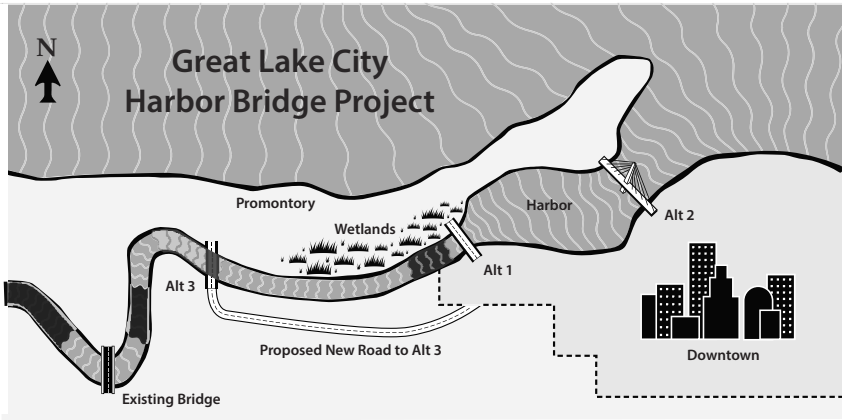 N
Great Lake City
Harbor Bridge Project
Promontory
Wetlands
Harbor
Alt 2
Alt 1
Alt 3
Proposed New Road to Alt 3
Downtown
Existing Bridge